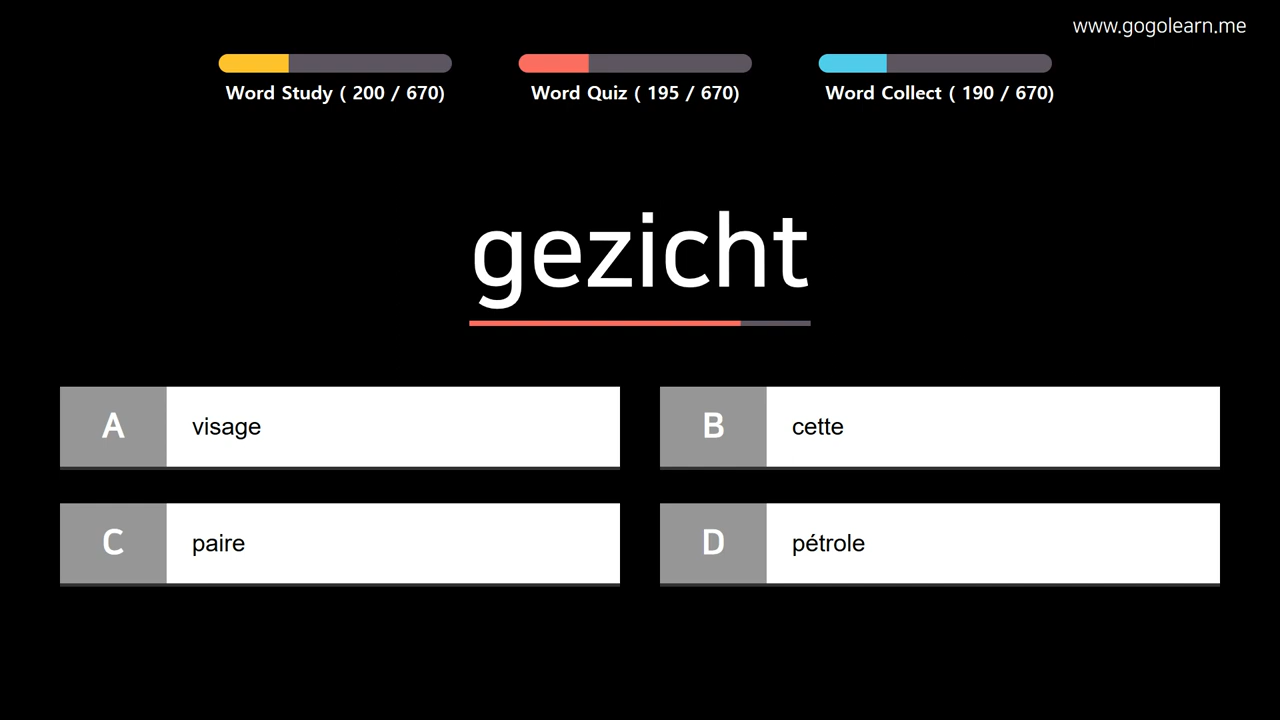 www.gogolearn.me
Word Study ( 200 / 670)
Word Quiz ( 195 / 670)
Word Collect ( 190 / 670)
gezicht
A visage
B cette
C paire
D pétrole